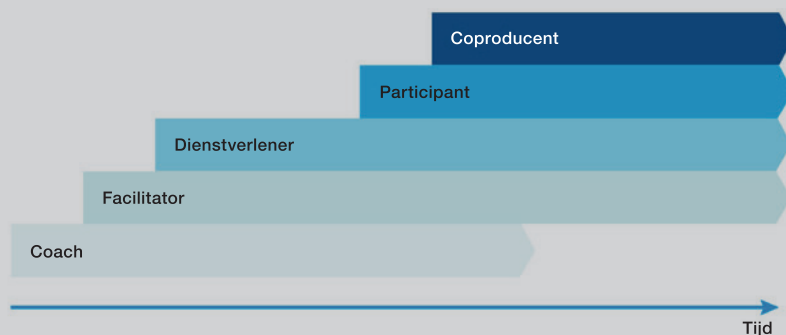 Coproducent
Participant
Dienstverlener
Facilitator
Coach
Tijd